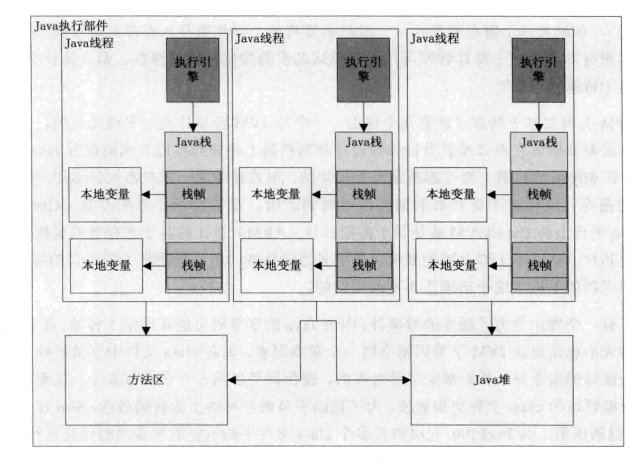 Java执行部件
Java线程
执行引
擎
Java栈
本地变量
栈帧
本地变量
栈帧
Java线程
执行引
擎
Java栈
本地变量
栈帧
本地变量
栈帧
Java线程
执行引
擎
Java栈
本地变量
栈帧
本地变量
栈帧
方法区
Java堆